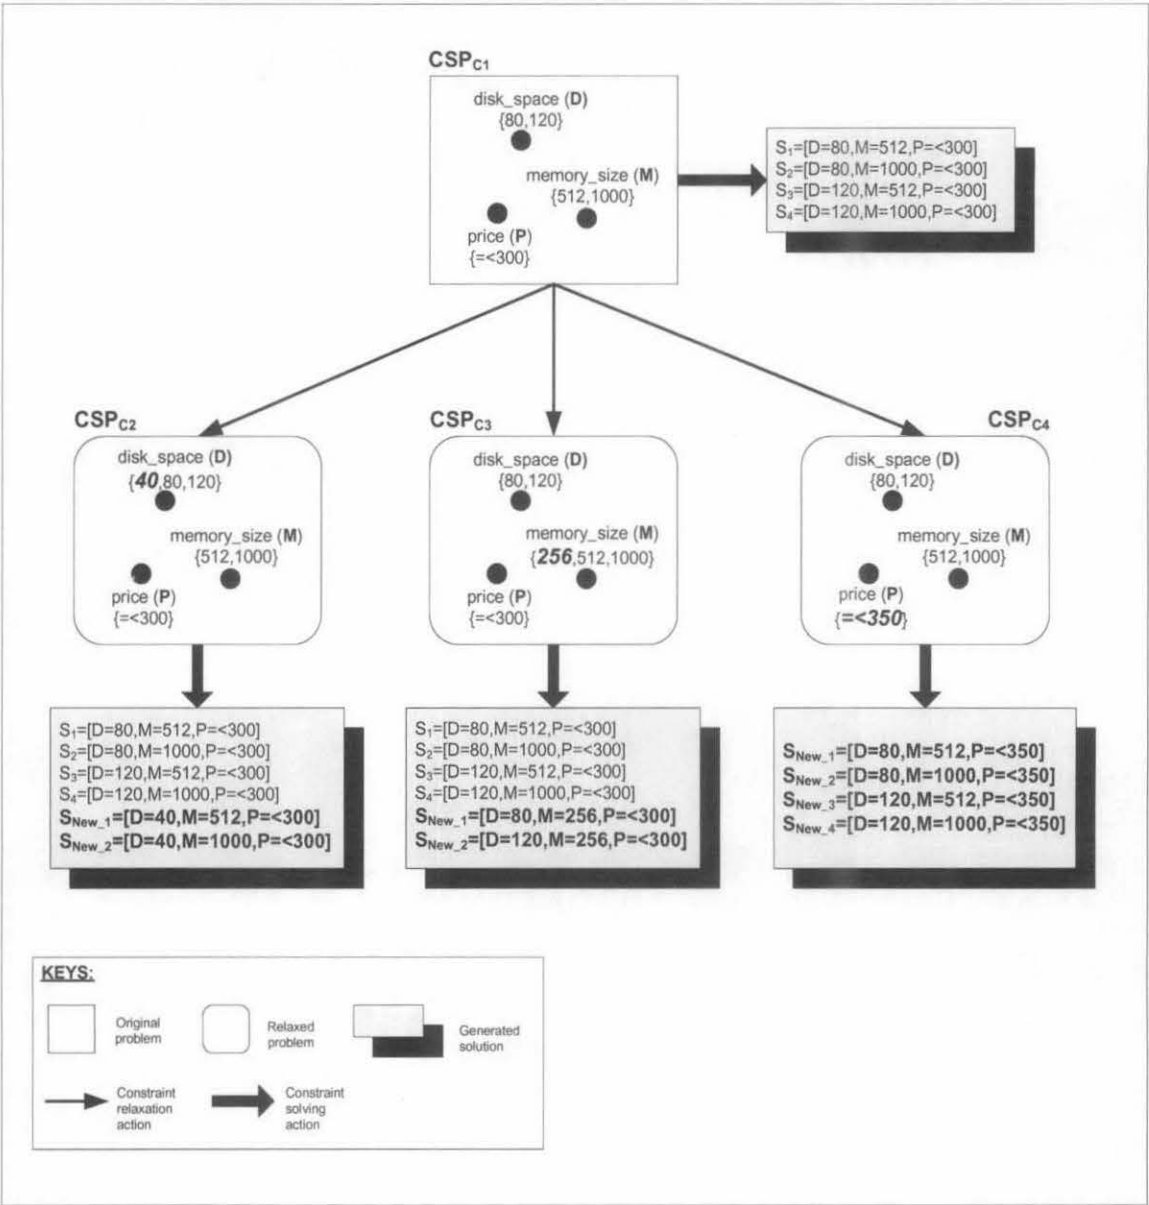 CSPC1
disk_space (D)
{80,120}
memory_size (M)
{512,1000}
price (P)
{=<300}
S1=[D=80,M=512,P=<300]
S2=[D=80,M=1000,P=<300]
S3=[D=120,M=512,P=<300]
S4=[D=120,M=1000,P=<300]
CSPC2
disk_space (D)
{40,80,120}
memory_size (M)
{512,1000}
price (P)
{=<300}
CSPC3
disk_space (D)
{80,120}
memory_size (M)
{256,512,1000}
price (P)
{=<300}
CSPC4
disk_space (D)
{80,120}
memory_size (M)
{512,1000}
price (P)
{=<350}
S1=[D=80,M=512,P=<300]
S2=[D=80,M=1000,P=<300]
S3=[D=120,M=512,P=<300]
S4=[D=120,M=1000,P=<300]
SNew_1=[D=40,M=512,P=<300]
SNew_2=[D=40,M=1000,P=<300]
S1=[D=80,M=512,P=<300]
S2=[D=80,M=1000,P=<300]
S3=[D=120,M=512,P=<300]
S4=[D=120,M=1000,P=<300]
SNew_1=[D=80,M=256,P=<300]
SNew_2=[D=120,M=256,P=<300]
SNew_1=[D=80,M=512,P=<350]
SNew_2=[D=80,M=1000,P=<350]
SNew_3=[D=120,M=512,P=<350]
SNew_4=[D=120,M=1000,P=<350]
KEYS:
Original
problem
Relaxed
problem
Generated
solution
Constraint
relaxation
action
Constraint
solving
action